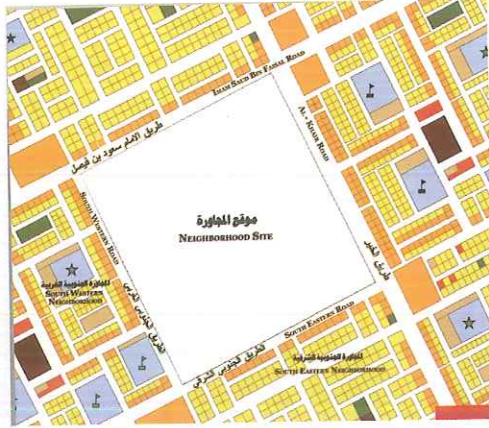 IMAM SAUD BIN FAISAL ROAD
طريق الإمام سعود بن فيصل
AL - KHAIR ROAD
طريق الخير
موقع المجاورة
NEIGHBORHOOD SITE
SOUTH WESTERN ROAD
الطريق الجنوبي الغربي
المجاورة الجنوبية الغربية
SOUTH WESTERN
NEIGHBORHOOD
SOUTH EASTERN ROAD
الطريق الجنوبي الشرقي
المجاورة الجنوبية الشرقية
SOUTH EASTERN NEIGHBORHOOD